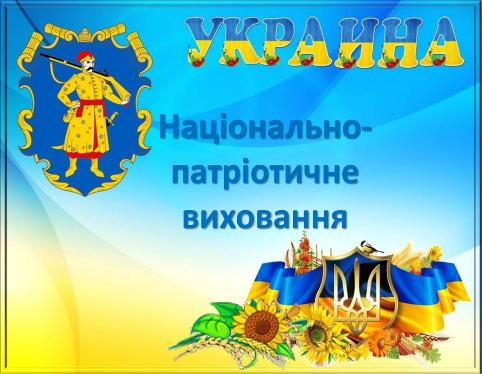 УКРАИНА
Національно-
патріотичне
виховання